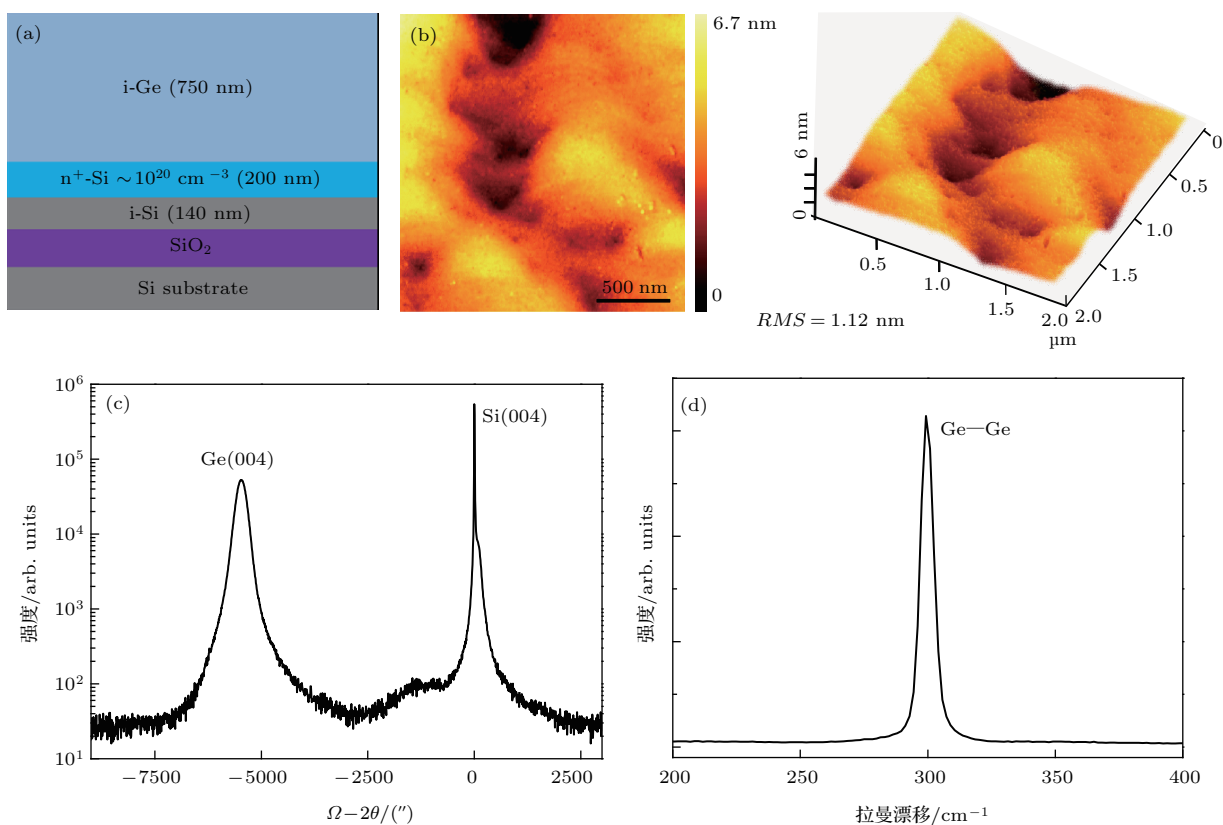 (a)
i-Ge (750 nm)
n⁺-Si ∼10²⁰ cm⁻³ (200 nm)
i-Si (140 nm)
SiO₂
Si substrate
(b)
500 nm
6.7 nm
0
6 nm
0
0.5
1.0
1.5
2.0
0
0.5
1.0
1.5
2.0
µm
RMS = 1.12 nm
(c)
10⁶
10⁵
10⁴
10³
10²
10¹
强度/arb. units
Ge(004)
Si(004)
−7500
−5000
−2500
0
2500
Ω−2θ/(″)
(d)
强度/arb. units
Ge—Ge
200
250
300
350
400
拉曼漂移/cm⁻¹